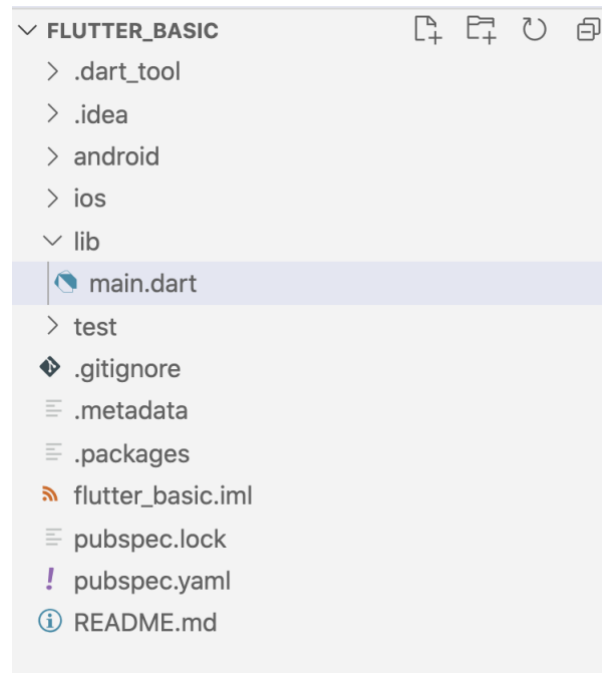 FLUTTER_BASIC
.dart_tool
.idea
android
ios
lib
main.dart
test
.gitignore
.metadata
.packages
flutter_basic.iml
pubspec.lock
pubspec.yaml
README.md